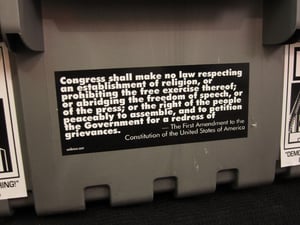 Congress shall make no law respecting
an establishment of religion, or
prohibiting the free exercise thereof;
or abridging the freedom of speech, or
of the press; or the right of the people
peaceably to assemble, and to petition
the Government for a redress of
grievances.
— The First Amendment to the
Constitution of the United States of America
HING!"
"DEMO